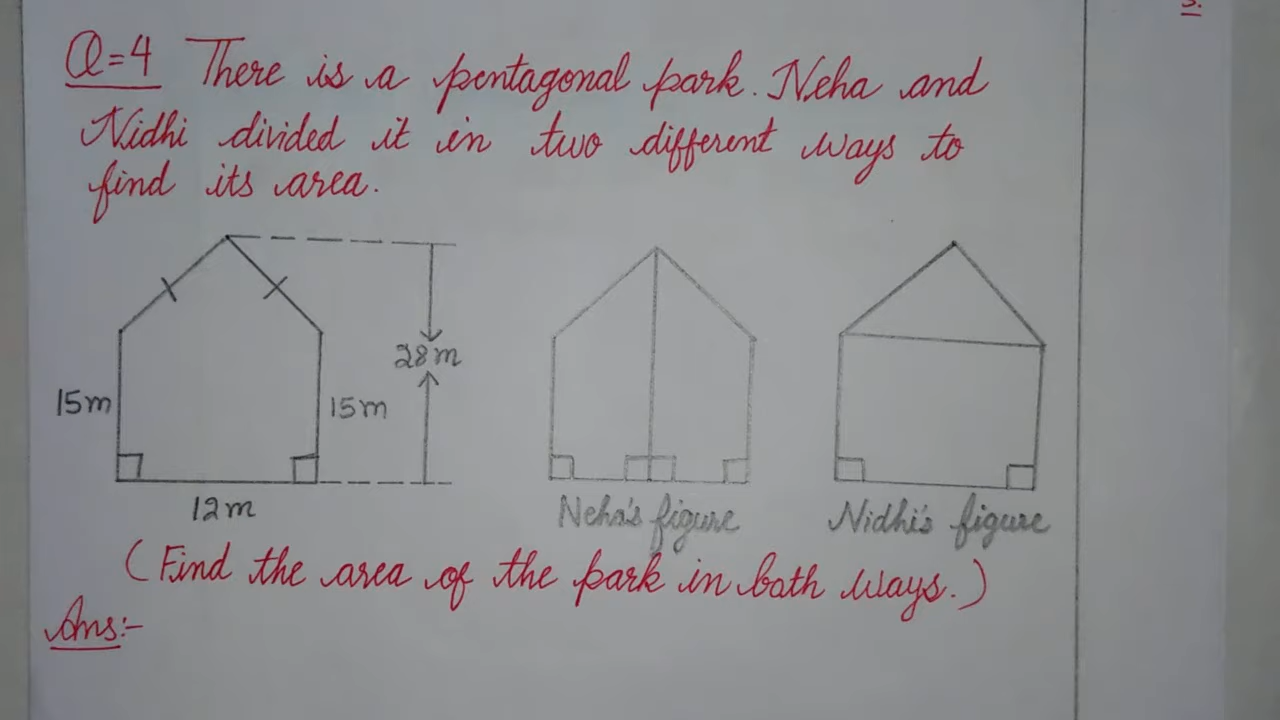 Q=4 There is a pentagonal park. Neha and
Nidhi divided it in two different ways to
find its area.
28m
15m
15m
12m
Neha's figure
Nidhi's figure
(Find the area of the park in both ways.)
Ans:-